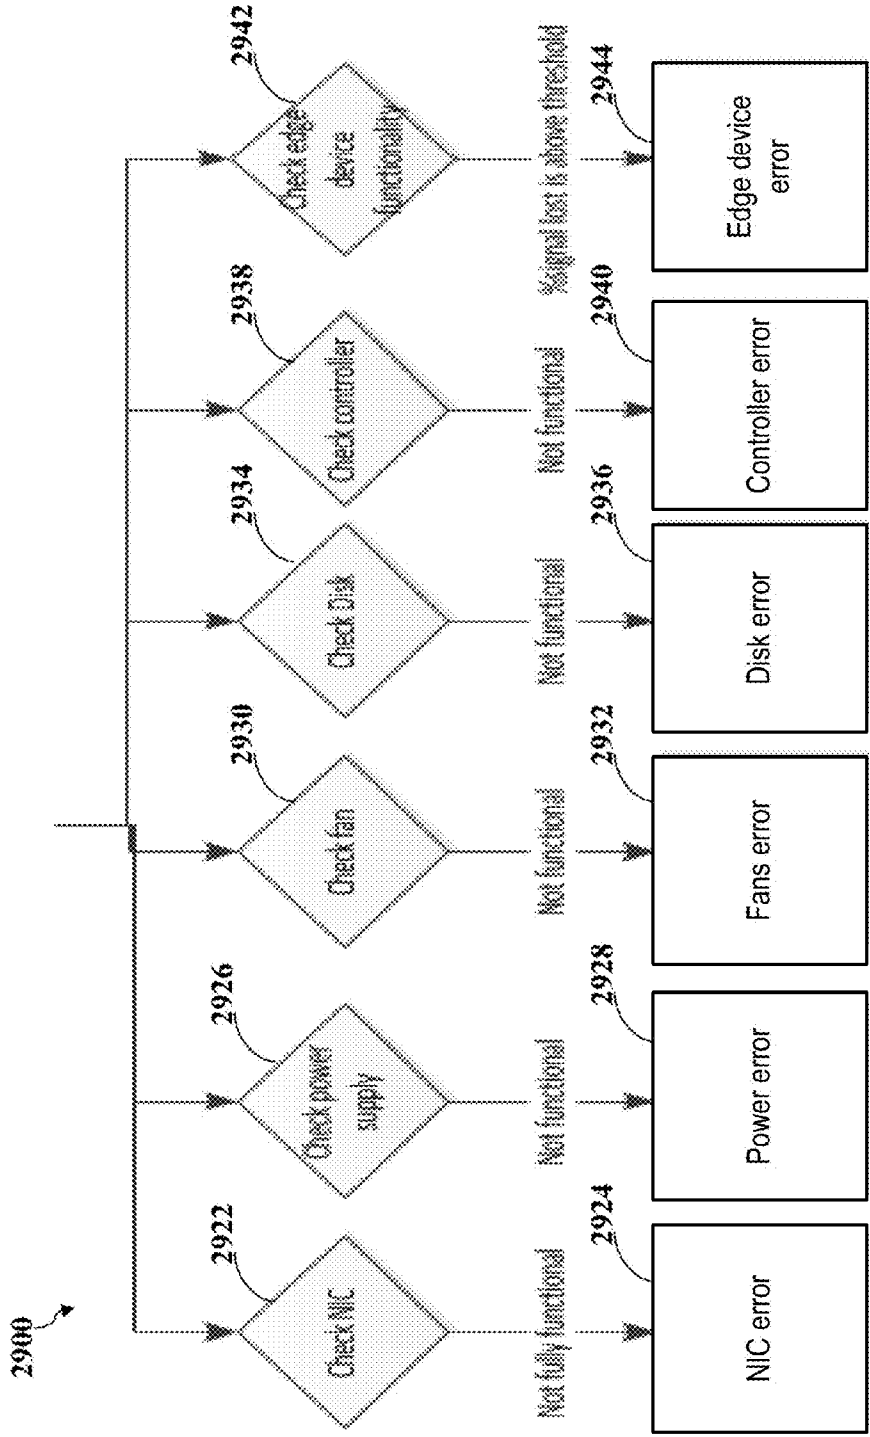 2900
2922
2926
2930
2934
2938
2942
Check NIC
Check power
supply
Check fan
Check Disk
Check controller
Check edge
device
functionality
Not fully functional
Not functional
Not functional
Not functional
Not functional
%signal lost is above threshold
2924
2928
2932
2936
2940
2944
NIC error
Power error
Fans error
Disk error
Controller error
Edge device
error